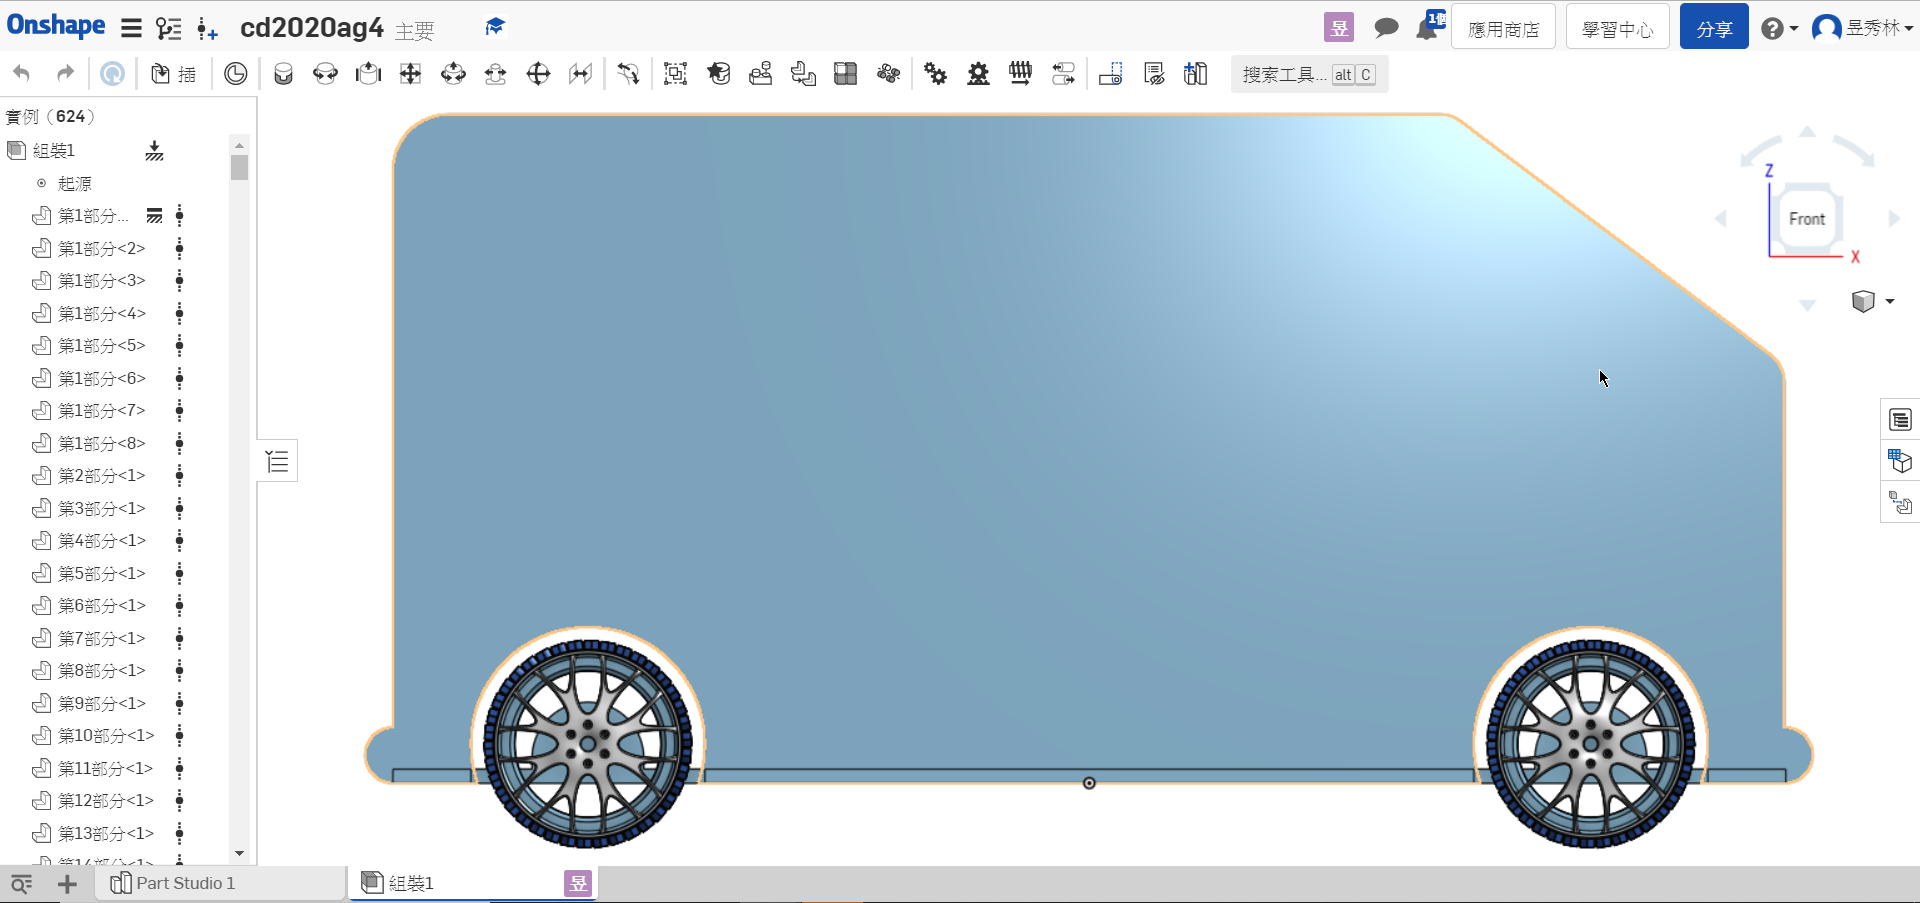 Onshape
cd2020ag4 主要
昱
1個
應用商店
學習中心
分享
昱秀林
插
搜索工具... alt C
實例（624）
組裝1
起源
第1部分...
第1部分<2>
第1部分<3>
第1部分<4>
第1部分<5>
第1部分<6>
第1部分<7>
第1部分<8>
第2部分<1>
第3部分<1>
第4部分<1>
第5部分<1>
第6部分<1>
第7部分<1>
第8部分<1>
第9部分<1>
第10部分<1>
第11部分<1>
第12部分<1>
第13部分<1>
第14部分<1>
Z
Front
X
Part Studio 1
組裝1
昱